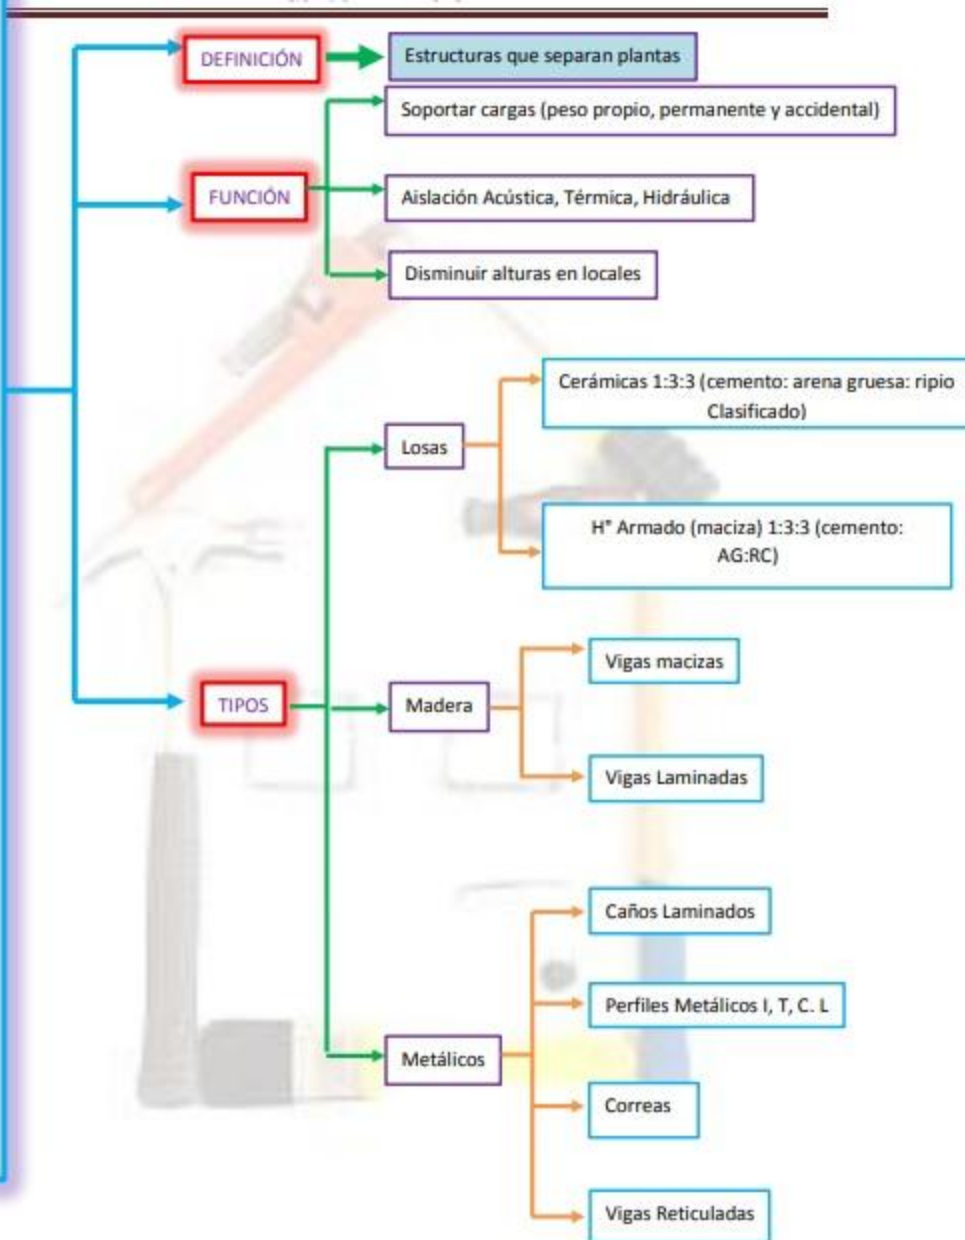 DEFINICIÓN
Estructuras que separan plantas
Soportar cargas (peso propio, permanente y accidental)
FUNCIÓN
Aislación Acústica, Térmica, Hidráulica
Disminuir alturas en locales
Cerámicas 1:3:3 (cemento: arena gruesa: ripio
Clasificado)
Losas
H° Armado (maciza) 1:3:3 (cemento:
AG:RC)
Vigas macizas
TIPOS
Madera
Vigas Laminadas
Caños Laminados
Perfiles Metálicos I, T, C. L
Metálicos
Correas
Vigas Reticuladas